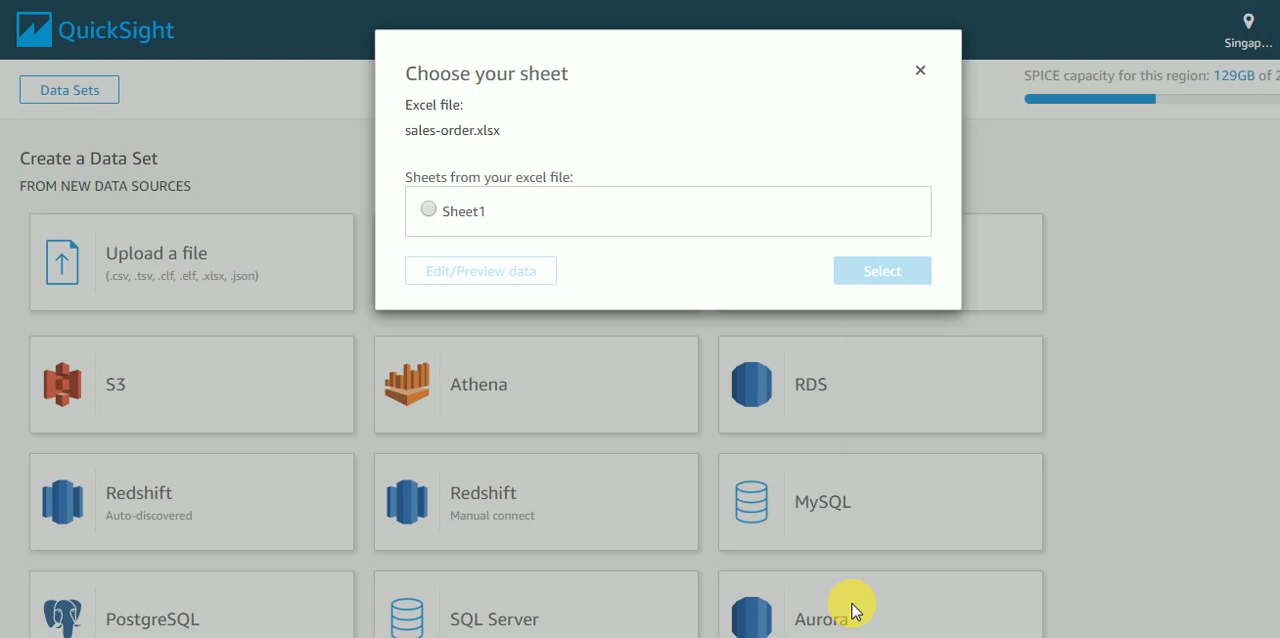 QuickSight
Singap...
Data Sets
SPICE capacity for this region: 129GB of 2
Choose your sheet
Excel file:
sales-order.xlsx
Sheets from your excel file:
Sheet1
Edit/Preview data
Select
Create a Data Set
FROM NEW DATA SOURCES
Upload a file
(.csv, .tsv, .clf, .elf, .xlsx, .json)
S3
Athena
RDS
Redshift
Auto-discovered
Redshift
Manual connect
MySQL
PostgreSQL
SQL Server
Aurora